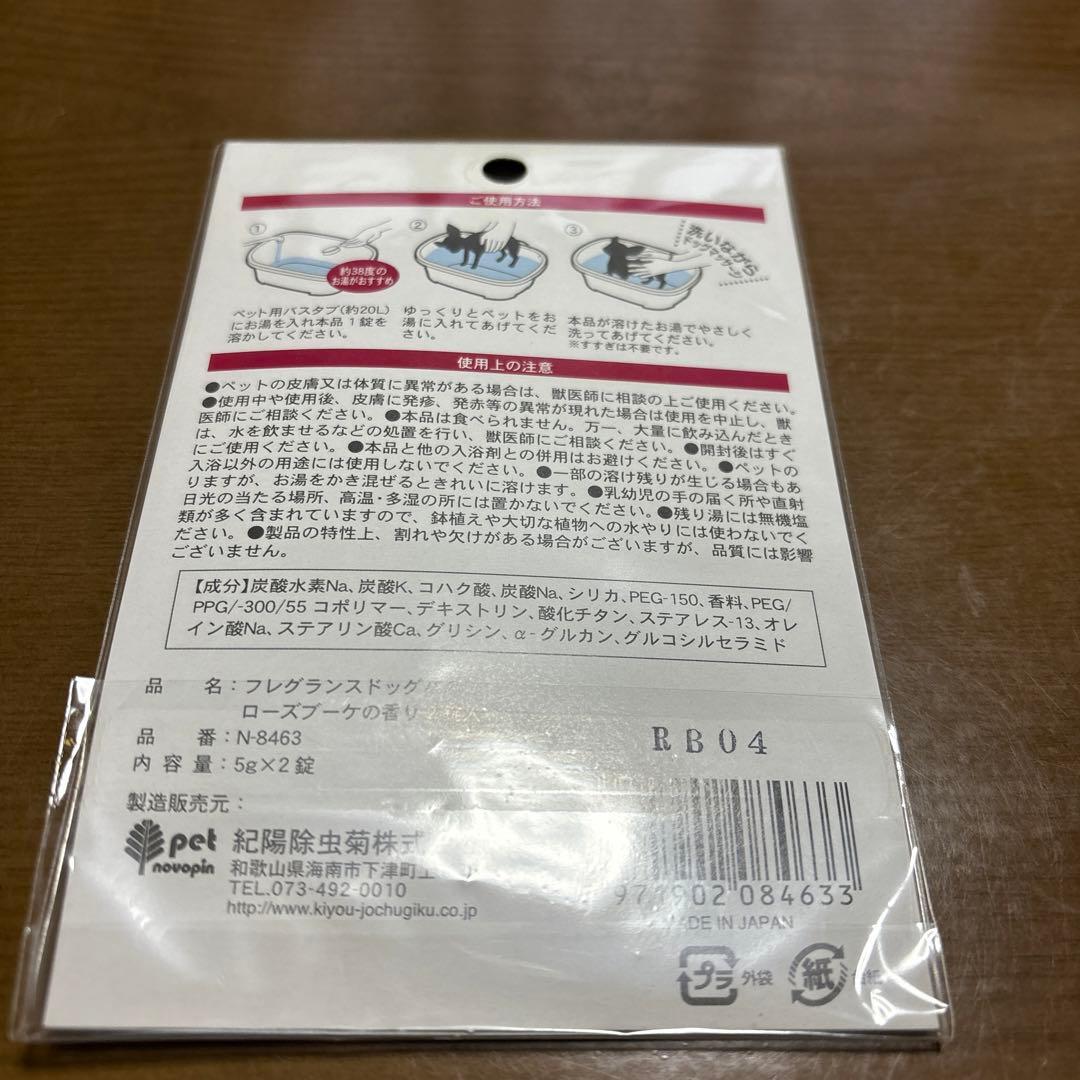 ご使用方法
①
②
③
洗いながら
ドッグマッサージ
約38度の
お湯がおすすめ
ペット用バスタブ(約20L)
にお湯を入れ本品1錠を
溶かしてください。
ゆっくりとペットをお
湯に入れてあげてくだ
さい。
本品が溶けたお湯でやさしく
洗ってあげてください。
※すすぎは不要です。
使用上の注意
●ペットの皮膚又は体質に異常がある場合は、獣医師に相談の上ご使用ください。
●使用中や使用後、皮膚に発疹、発赤等の異常が現れた場合は使用を中止し、獣
医師にご相談ください。●本品は食べられません。万一、大量に飲み込んだとき
は、水を飲ませるなどの処置を行い、獣医師にご相談ください。●開封後はすぐ
にご使用ください。●本品と他の入浴剤との併用はお避けください。●ペットの
入浴以外の用途には使用しないでください。●一部の溶け残りが生じる場合もあ
りますが、お湯をかき混ぜるときれいに溶けます。●乳幼児の手の届く所や直射
日光の当たる場所、高温・多湿の所には置かないでください。●残り湯には無機塩
類が多く含まれていますので、鉢植えや大切な植物への水やりには使わないでく
ださい。●製品の特性上、割れや欠けがある場合がございますが、品質には影響
ございません。
【成分】炭酸水素Na、炭酸K、コハク酸、炭酸Na、シリカ、PEG-150、香料、PEG/
PPG/-300/55 コポリマー、デキストリン、酸化チタン、ステアレス-13、オレ
イン酸Na、ステアリン酸Ca、グリシン、α-グルカン、グルコシルセラミド
品 名：フレグランスドッグ
ローズブーケの香り
品 番：N-8463
内容量：5g×2錠
RB04
製造販売元：
pet
novopin
紀陽除虫菊株式
和歌山県海南市下津町
TEL.073-492-0010
http://www.kiyou-jochugiku.co.jp
902 084633
MADE IN JAPAN
プラ
外袋
紙